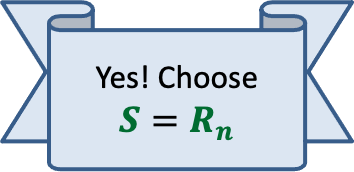 Yes! Choose
S = Rₙ